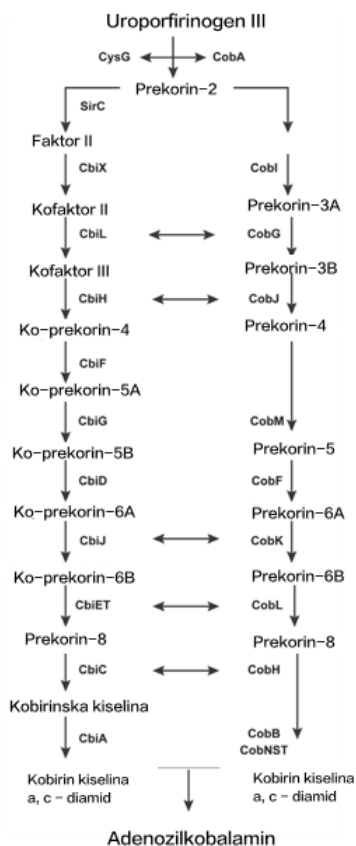 Uroporfirinogen III
CysG CobA
Prekorin-2
SirC
Faktor II
CbiX CobI
Kofaktor II Prekorin-3A
CbiL CobG
Kofaktor III Prekorin-3B
CbiH CobJ
Ko-prekorin-4 Prekorin-4
CbiF
Ko-prekorin-5A
CbiG CobM
Ko-prekorin-5B Prekorin-5
CbiD CobF
Ko-prekorin-6A Prekorin-6A
CbiJ CobK
Ko-prekorin-6B Prekorin-6B
CbiET CobL
Prekorin-8 Prekorin-8
CbiC CobH
Kobirinska kiselina
CbiA CobB
CobNST
Kobirin kiselina Kobirin kiselina
a, c - diamid a, c - diamid
Adenozilkobalamin